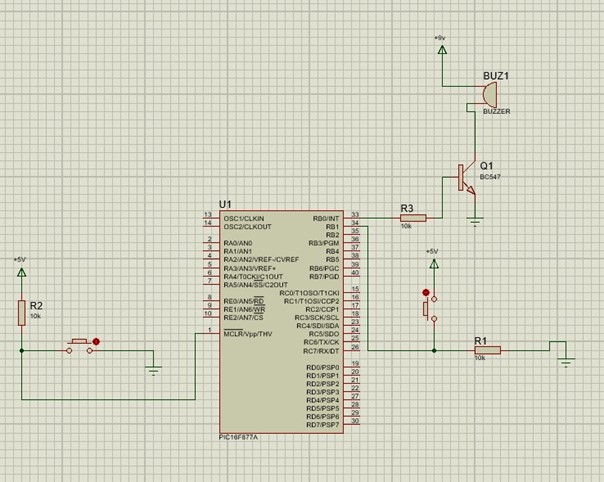 +9v
BUZ1
BUZZER
Q1
BC547
R3
10k
U1
13 OSC1/CLKIN RB0/INT 33
14 OSC2/CLKOUT RB1 34
RB2 35
2 RA0/AN0 RB3/PGM 36
3 RA1/AN1 RB4 37
4 RA2/AN2/VREF-/CVREF RB5 38
5 RA3/AN3/VREF+ RB6/PGC 39
6 RA4/T0CKI/C1OUT RB7/PGD 40
7 RA5/AN4/SS/C2OUT
RC0/T1OSO/T1CKI 15
8 RE0/AN5/RD RC1/T1OSI/CCP2 16
9 RE1/AN6/WR RC2/CCP1 17
10 RE2/AN7/CS RC3/SCK/SCL 18
RC4/SDI/SDA 23
1 MCLR/Vpp/THV RC5/SDO 24
RC6/TX/CK 25
RC7/RX/DT 26
RD0/PSP0 19
RD1/PSP1 20
RD2/PSP2 21
RD3/PSP3 22
RD4/PSP4 27
RD5/PSP5 28
RD6/PSP6 29
RD7/PSP7 30
PIC16F877A
+5V
R2
10k
+5V
R1
10k